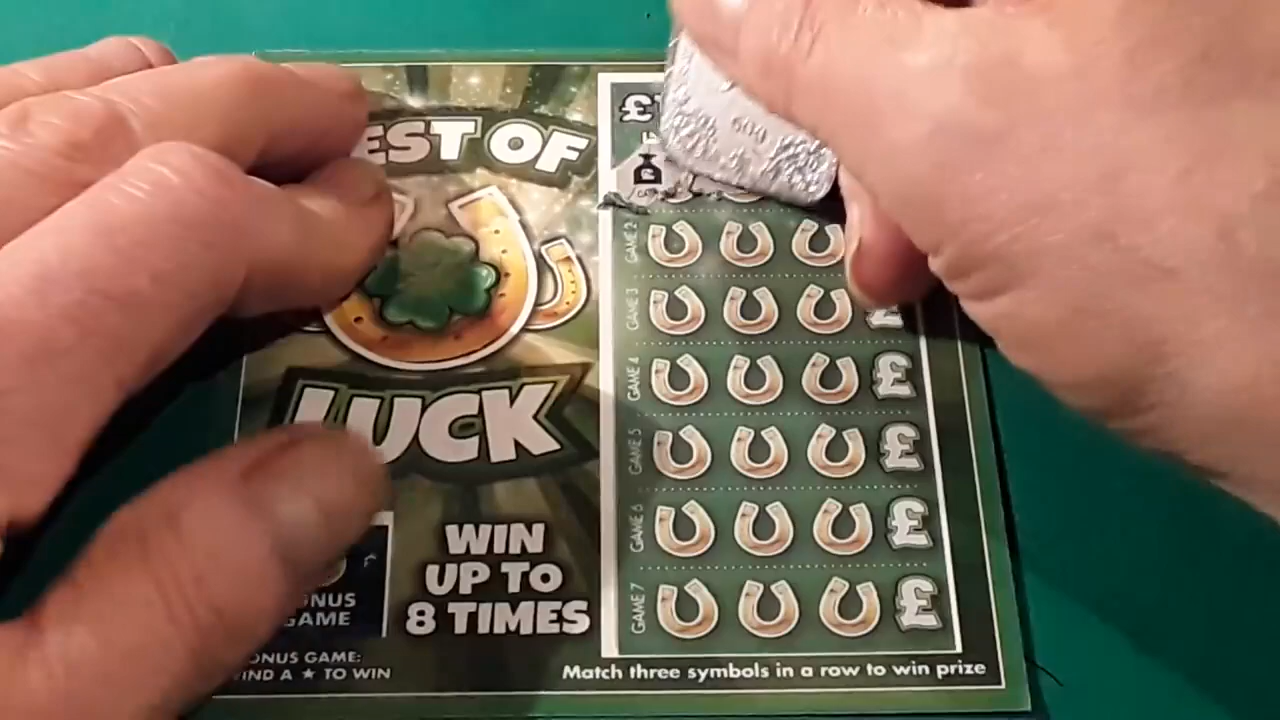 EST OF
LUCK
WIN
UP TO
8 TIMES
NUS
GAME
ONUS GAME:
IND A ★ TO WIN
£1
GAME 2
GAME 3
£
GAME 4
£
GAME 5
£
GAME 6
£
GAME 7
£
Match three symbols in a row to win prize